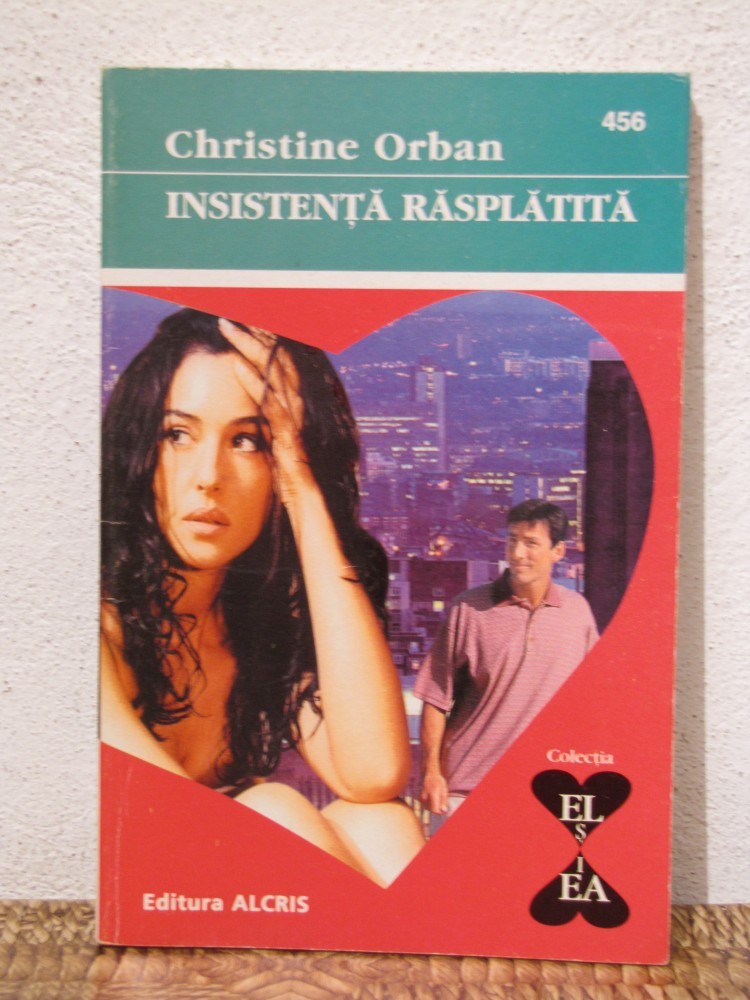 456
Christine Orban
INSISTENȚĂ RĂSPLĂTITĂ
Colecția
EL
ȘI
EA
Editura ALCRIS